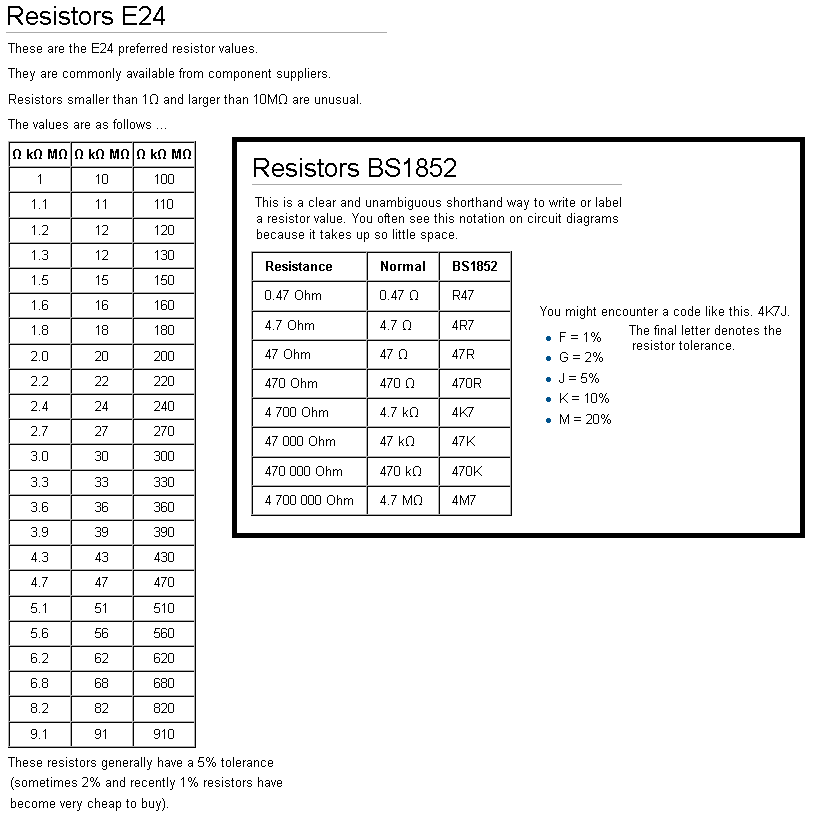 Resistors E24
These are the E24 preferred resistor values.
They are commonly available from component suppliers.
Resistors smaller than 1Ω and larger than 10MΩ are unusual.
The values are as follows ...
Ω kΩ MΩ Ω kΩ MΩ Ω kΩ MΩ
1 10 100
1.1 11 110
1.2 12 120
1.3 12 130
1.5 15 150
1.6 16 160
1.8 18 180
2.0 20 200
2.2 22 220
2.4 24 240
2.7 27 270
3.0 30 300
3.3 33 330
3.6 36 360
3.9 39 390
4.3 43 430
4.7 47 470
5.1 51 510
5.6 56 560
6.2 62 620
6.8 68 680
8.2 82 820
9.1 91 910
These resistors generally have a 5% tolerance
(sometimes 2% and recently 1% resistors have
become very cheap to buy).
Resistors BS1852
This is a clear and unambiguous shorthand way to write or label
a resistor value. You often see this notation on circuit diagrams
because it takes up so little space.
Resistance Normal BS1852
0.47 Ohm 0.47 Ω R47
4.7 Ohm 4.7 Ω 4R7
47 Ohm 47 Ω 47R
470 Ohm 470 Ω 470R
4 700 Ohm 4.7 kΩ 4K7
47 000 Ohm 47 kΩ 47K
470 000 Ohm 470 kΩ 470K
4 700 000 Ohm 4.7 MΩ 4M7
You might encounter a code like this. 4K7J.
The final letter denotes the
resistor tolerance.
F = 1%
G = 2%
J = 5%
K = 10%
M = 20%